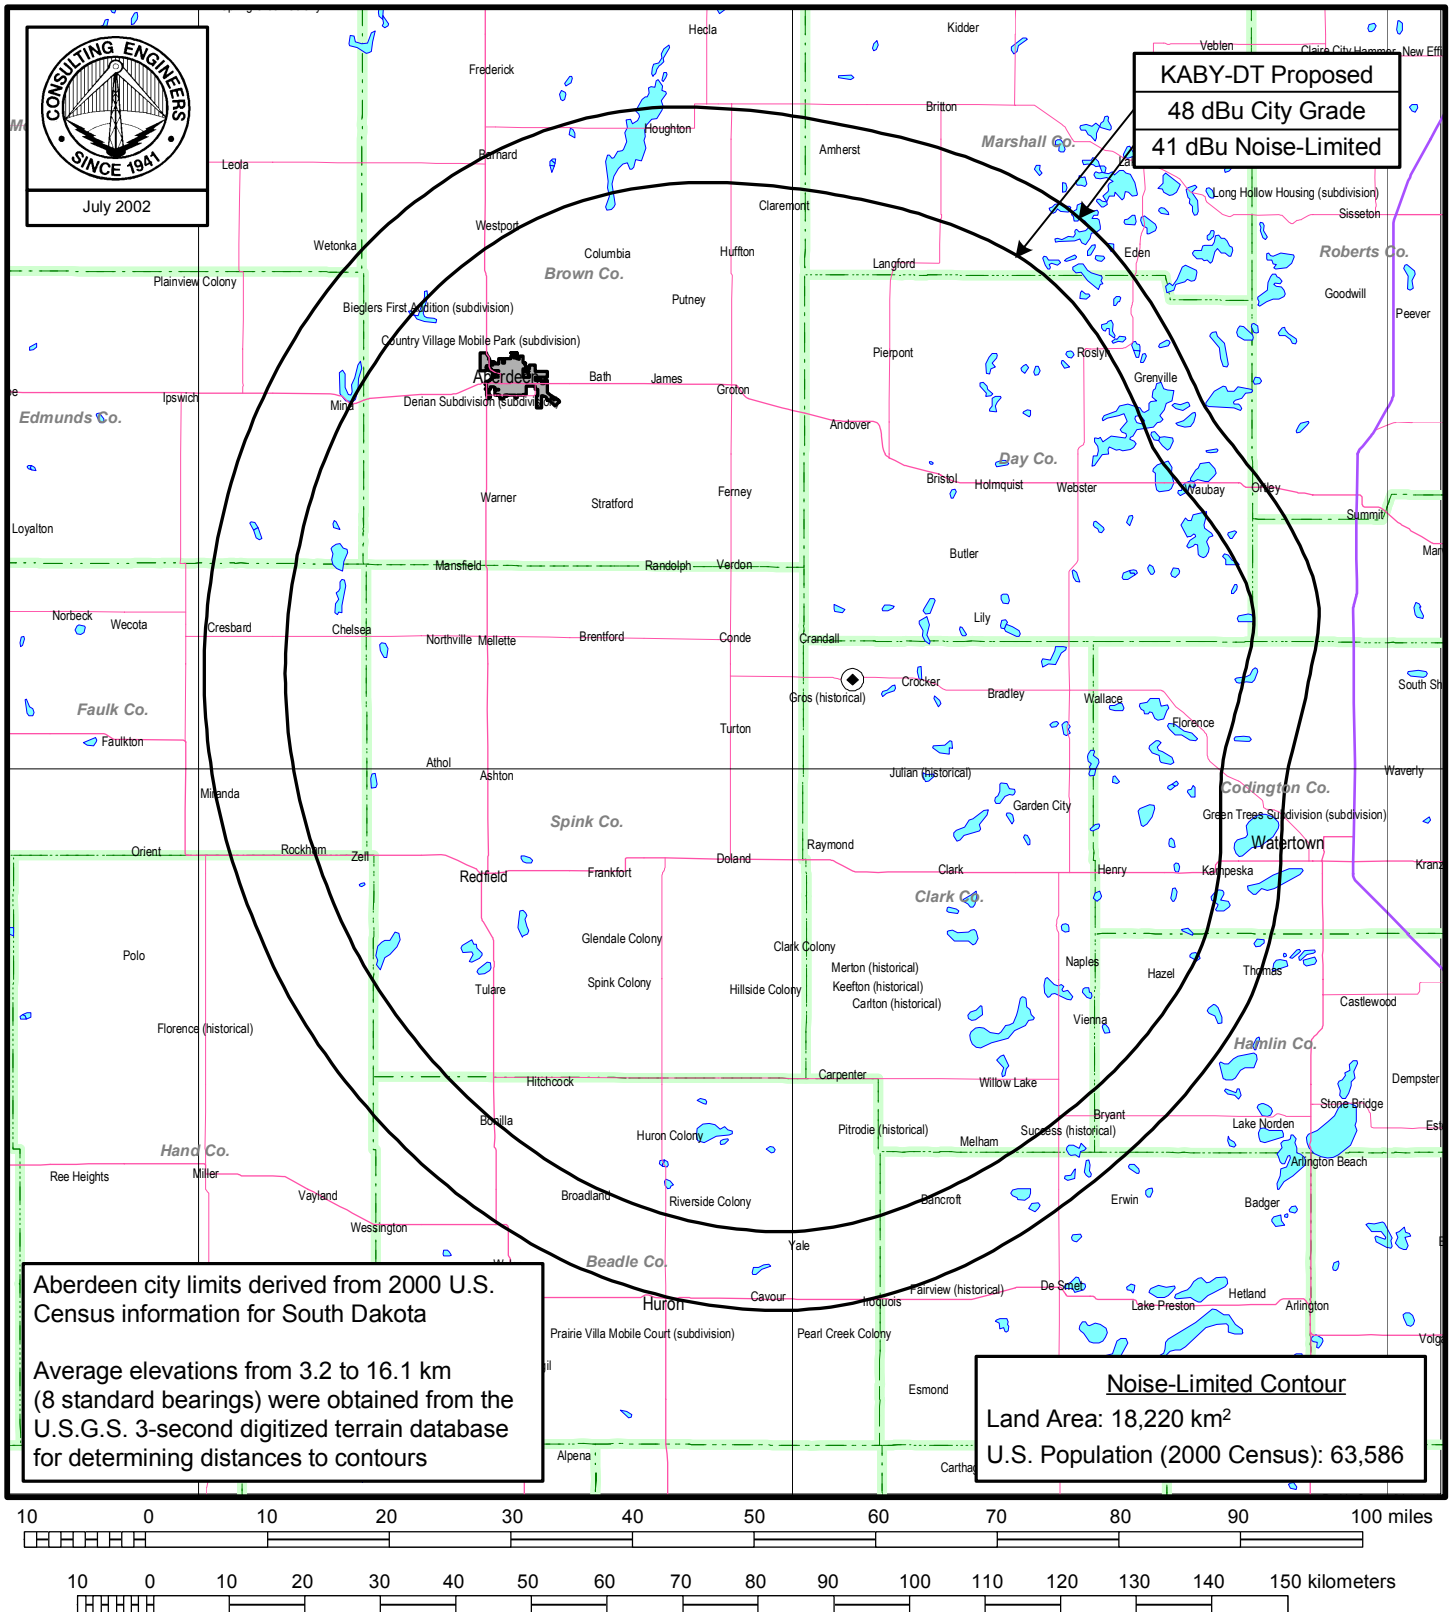 Hecla
Kidder
Veblen
Claire City
Hammer
CONSULTING ENGINEERS
SINCE 1941
July 2002
Frederick
KABY-DT Proposed
48 dBu City Grade
41 dBu Noise-Limited
Britton
Houghton
Marshall Co.
Amherst
Barnard
Leola
Long Hollow Housing (subdivision)
Claremont
Sisseton
Westport
Wetonka
Columbia
Huffton
Eden
Roberts Co.
Langford
Brown Co.
Plainview Colony
Goodwill
Putney
Bieglers First Addition (subdivision)
Peever
Country Village Mobile Park (subdivision)
Pierpont
Roslyn
Aberdeen
Bath
James
Grenville
Groton
Ipswich
Mina
Derian Subdivision (subdivision)
Edmunds Co.
Andover
Day Co.
Bristol
Holmquist
Webster
Waubay
Ortley
Warner
Stratford
Ferney
Summit
Loyalton
Butler
Mansfield
Randolph
Verdon
Norbeck
Wecota
Cresbard
Chelsea
Lily
Northville
Mellette
Brentford
Conde
Crandall
Crocker
South Sh
Gros (historical)
Bradley
Wallace
Faulk Co.
Florence
Turton
Faulkton
Athol
Ashton
Julian (historical)
Waverly
Miranda
Codington Co.
Garden City
Green Trees Subdivision (subdivision)
Spink Co.
Raymond
Watertown
Orient
Rockham
Zell
Doland
Redfield
Frankfort
Clark
Henry
Kampeska
Kranz
Clark Co.
Glendale Colony
Clark Colony
Polo
Merton (historical)
Naples
Hazel
Thomas
Tulare
Spink Colony
Hillside Colony
Keefton (historical)
Carlton (historical)
Castlewood
Florence (historical)
Vienna
Hamlin Co.
Carpenter
Hitchcock
Willow Lake
Dempster
Stone Bridge
Bonilla
Huron Colony
Pitrodie (historical)
Bryant
Success (historical)
Lake Norden
Est
Hand Co.
Melham
Arlington Beach
Ree Heights
Miller
Vayland
Broadland
Riverside Colony
Bancroft
Erwin
Badger
Wessington
Yale
Beadle Co.
Aberdeen city limits derived from 2000 U.S.
Census information for South Dakota
Average elevations from 3.2 to 16.1 km
(8 standard bearings) were obtained from the
U.S.G.S. 3-second digitized terrain database
for determining distances to contours
Huron
Cavour
Iroquois
Fairview (historical)
De Smet
Hetland
Lake Preston
Arlington
Prairie Villa Mobile Court (subdivision)
Pearl Creek Colony
Volga
Esmond
Alpena
Noise-Limited Contour
Land Area: 18,220 km²
U.S. Population (2000 Census): 63,586
10 0 10 20 30 40 50 60 70 80 90 100 miles
10 0 10 20 30 40 50 60 70 80 90 100 110 120 130 140 150 kilometers